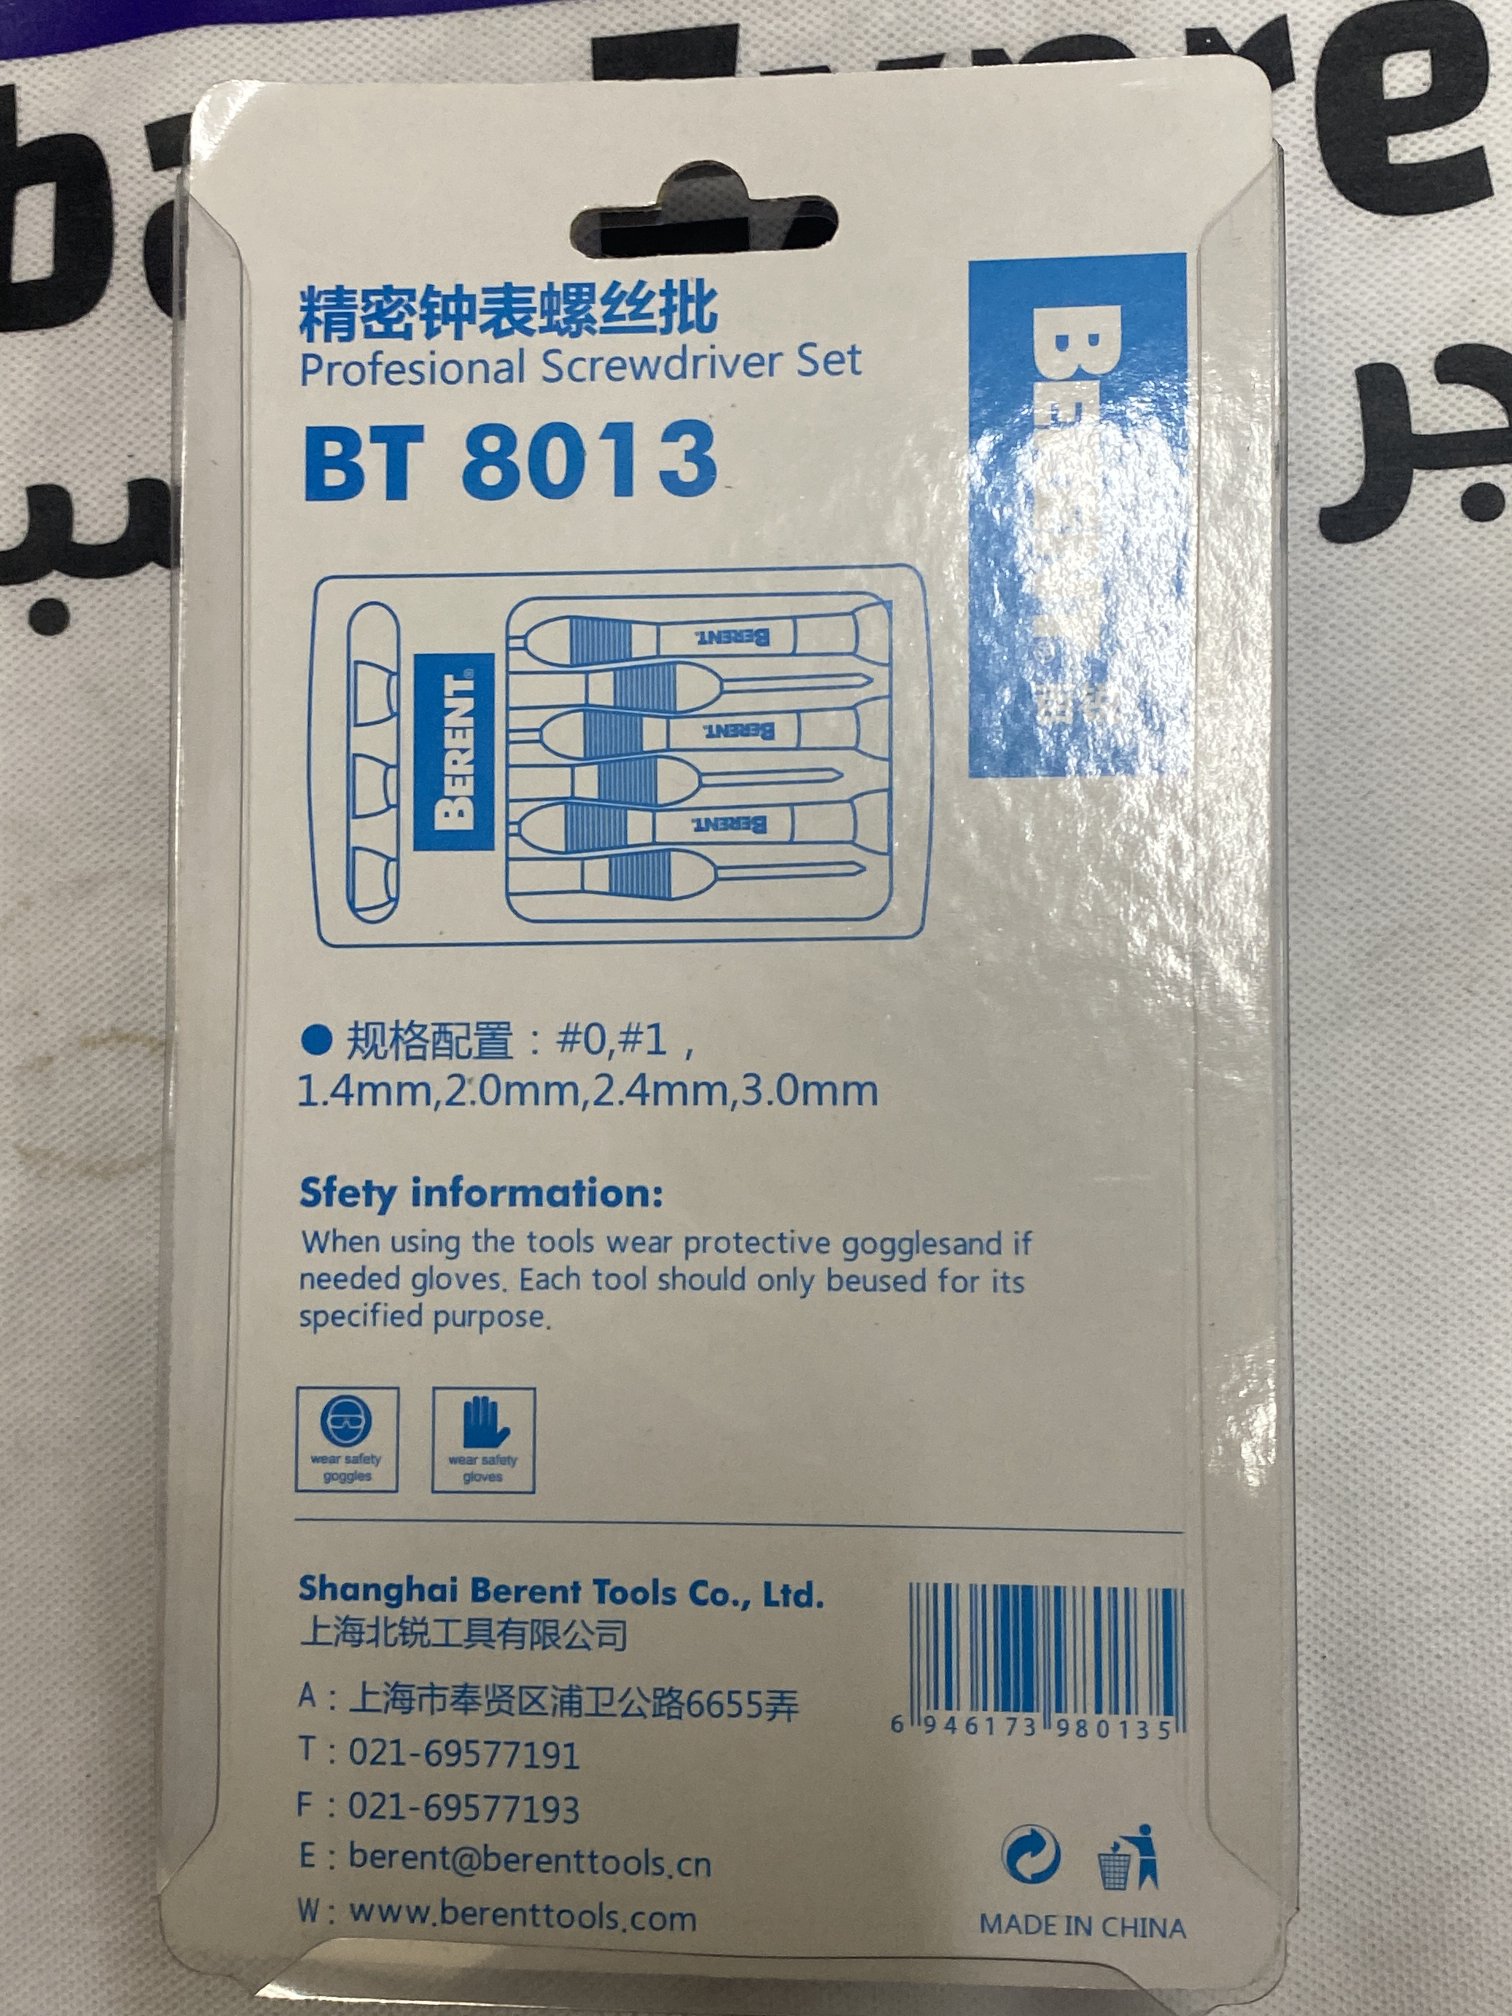 精密钟表螺丝批
Profesional Screwdriver Set
BT 8013
BERENT
BERENT
BERENT
BERENT
● 规格配置：#0,#1，
1.4mm,2.0mm,2.4mm,3.0mm
Sfety information:
When using the tools wear protective gogglesand if
needed gloves. Each tool should only beused for its
specified purpose.
wear safety
goggles
wear safety
gloves
Shanghai Berent Tools Co., Ltd.
上海北锐工具有限公司
A：上海市奉贤区浦卫公路6655弄
T：021-69577191
F：021-69577193
E：berent@berenttools.cn
W：www.berenttools.com
6 946173 980135
MADE IN CHINA